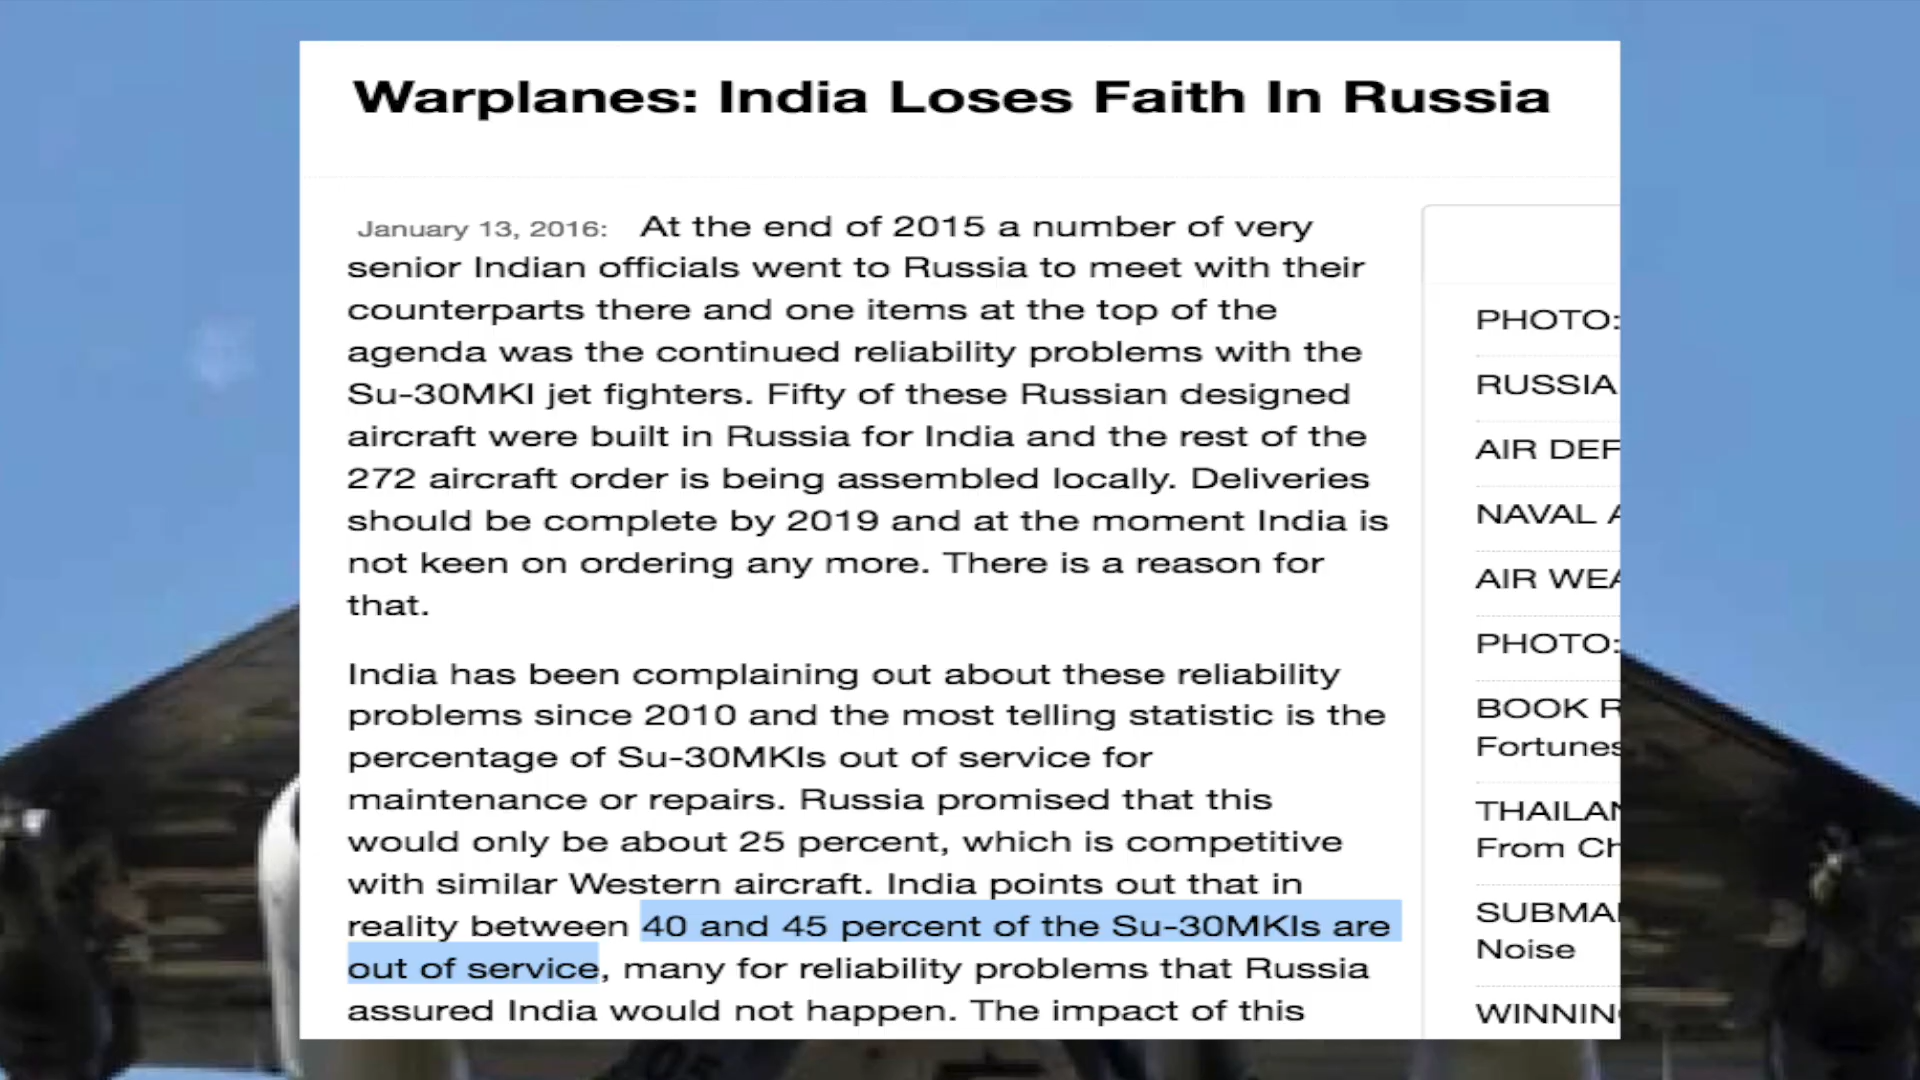 Warplanes: India Loses Faith In Russia
January 13, 2016: At the end of 2015 a number of very
senior Indian officials went to Russia to meet with their
counterparts there and one items at the top of the
agenda was the continued reliability problems with the
Su-30MKI jet fighters. Fifty of these Russian designed
aircraft were built in Russia for India and the rest of the
272 aircraft order is being assembled locally. Deliveries
should be complete by 2019 and at the moment India is
not keen on ordering any more. There is a reason for
that.
India has been complaining out about these reliability
problems since 2010 and the most telling statistic is the
percentage of Su-30MKIs out of service for
maintenance or repairs. Russia promised that this
would only be about 25 percent, which is competitive
with similar Western aircraft. India points out that in
reality between 40 and 45 percent of the Su-30MKIs are
out of service, many for reliability problems that Russia
assured India would not happen. The impact of this
PHOTO:
RUSSIA
AIR DEF
NAVAL
AIR WEA
PHOTO:
BOOK R
Fortunes
THAILAN
From Ch
SUBMA
Noise
WINNIN